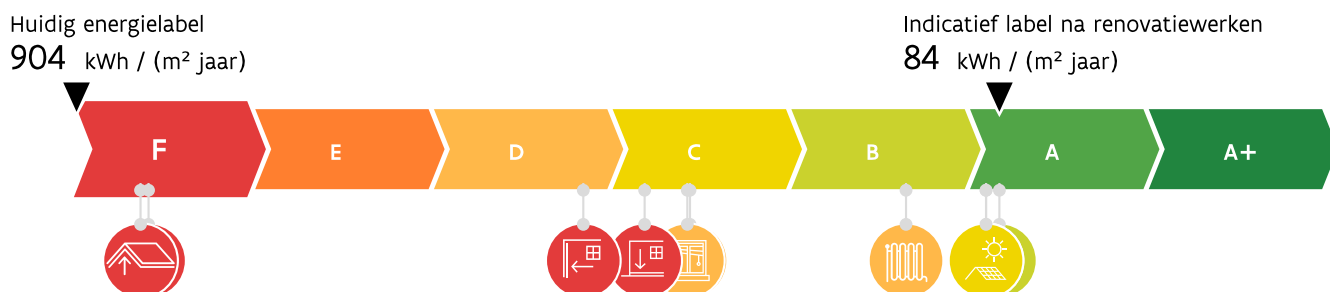 Huidig energielabel
904 kWh / (m² jaar)
Indicatief label na renovatiewerken
84 kWh / (m² jaar)
F
E
D
C
B
A
A+